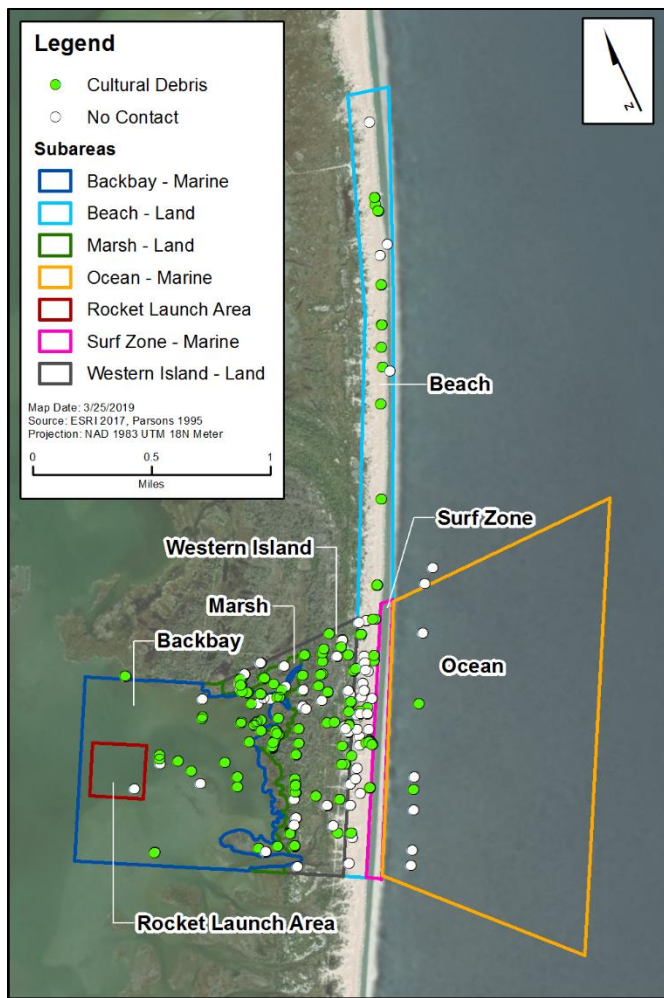 Legend
Cultural Debris
No Contact
Subareas
Backbay - Marine
Beach - Land
Marsh - Land
Ocean - Marine
Rocket Launch Area
Surf Zone - Marine
Western Island - Land
Map Date: 3/25/2019
Source: ESRI 2017, Parsons 1995
Projection: NAD 1983 UTM 18N Meter
0 0.5 1
Miles
N
Beach
Surf Zone
Western Island
Marsh
Backbay
Ocean
Rocket Launch Area